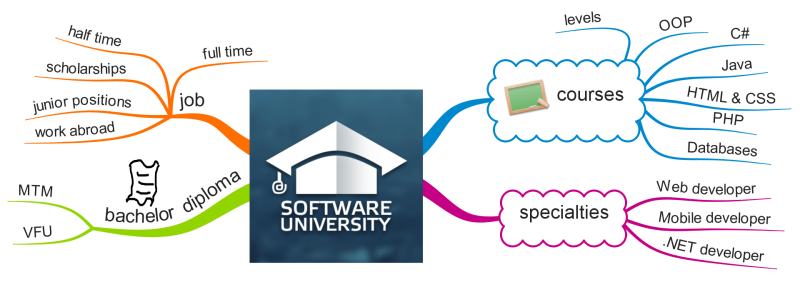 half time
full time
scholarships
junior positions
work abroad
job
bachelor diploma
MTM
VFU
SOFTWARE
UNIVERSITY
levels
OOP
C#
Java
HTML & CSS
PHP
Databases
courses
specialties
Web developer
Mobile developer
.NET developer